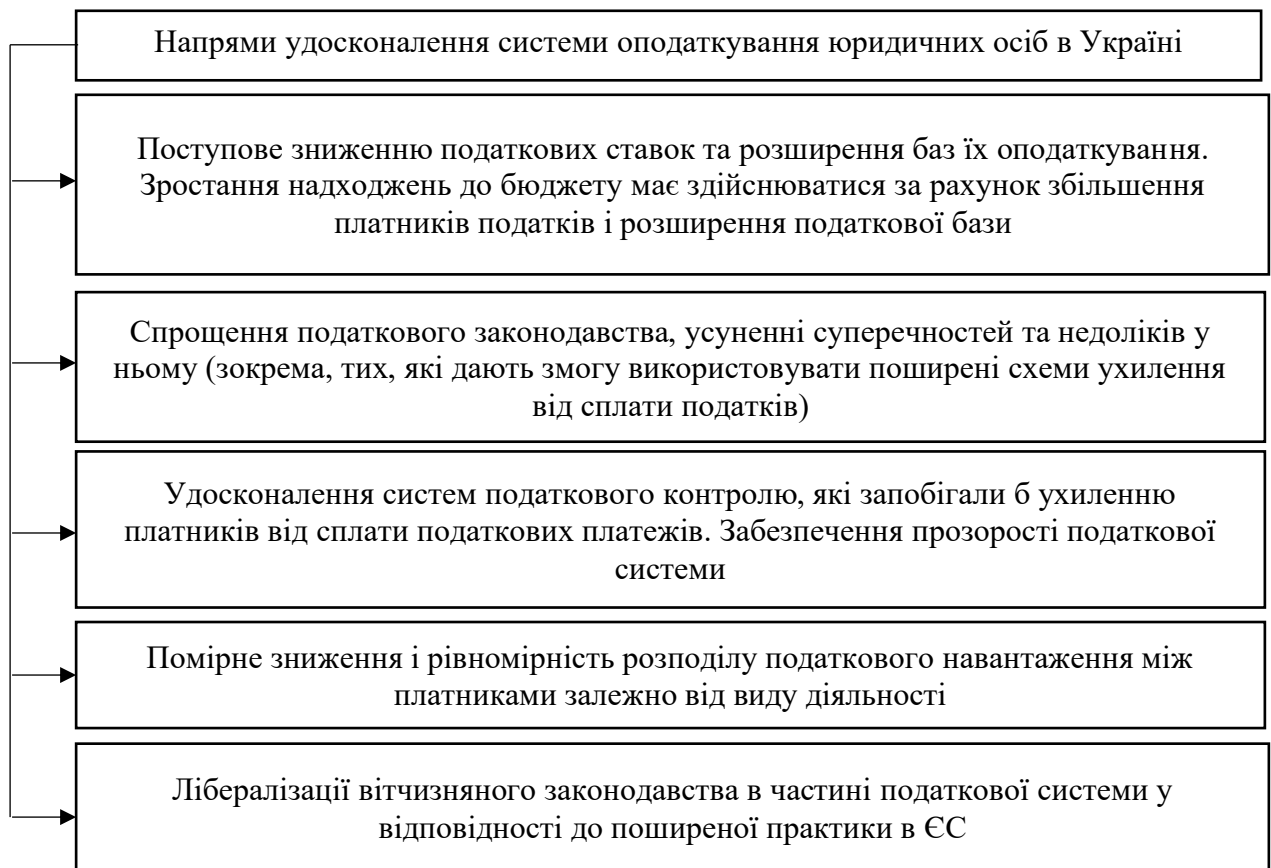 Напрями удосконалення системи оподаткування юридичних осіб в Україні
Поступове зниженню податкових ставок та розширення баз їх оподаткування.
Зростання надходжень до бюджету має здійснюватися за рахунок збільшення
платників податків і розширення податкової бази
Спрощення податкового законодавства, усуненні суперечностей та недоліків у
ньому (зокрема, тих, які дають змогу використовувати поширені схеми ухилення
від сплати податків)
Удосконалення систем податкового контролю, які запобігали б ухиленню
платників від сплати податкових платежів. Забезпечення прозорості податкової
системи
Помірне зниження і рівномірність розподілу податкового навантаження між
платниками залежно від виду діяльності
Лібералізації вітчизняного законодавства в частині податкової системи у
відповідності до поширеної практики в ЄС